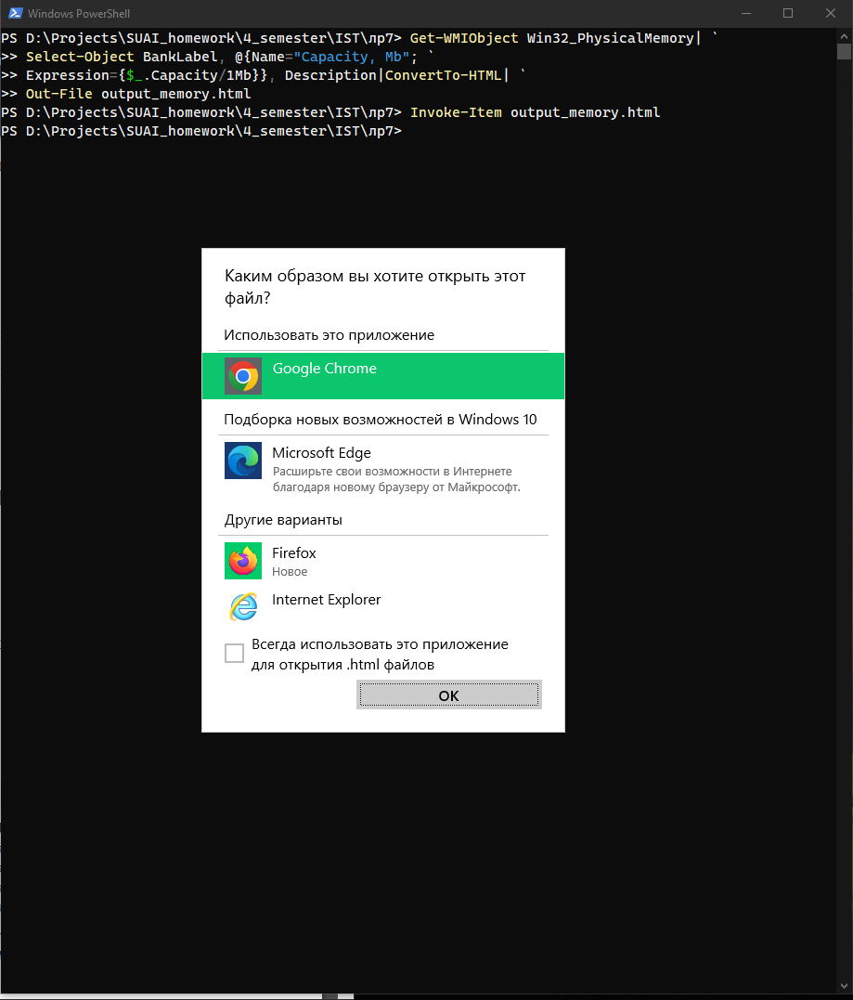 Windows PowerShell
PS D:\Projects\SUAI_homework\4_semester\IST\лр7> Get-WMIObject Win32_PhysicalMemory| `
>> Select-Object BankLabel, @{Name="Capacity, Mb"; `
>> Expression={$_.Capacity/1Mb}}, Description|ConvertTo-HTML| `
>> Out-File output_memory.html
PS D:\Projects\SUAI_homework\4_semester\IST\лр7> Invoke-Item output_memory.html
PS D:\Projects\SUAI_homework\4_semester\IST\лр7>
Каким образом вы хотите открыть этот
файл?
Использовать это приложение
Google Chrome
Подборка новых возможностей в Windows 10
Microsoft Edge
Расширьте свои возможности в Интернете
благодаря новому браузеру от Майкрософт.
Другие варианты
Firefox
Новое
Internet Explorer
Всегда использовать это приложение
для открытия .html файлов
ОК